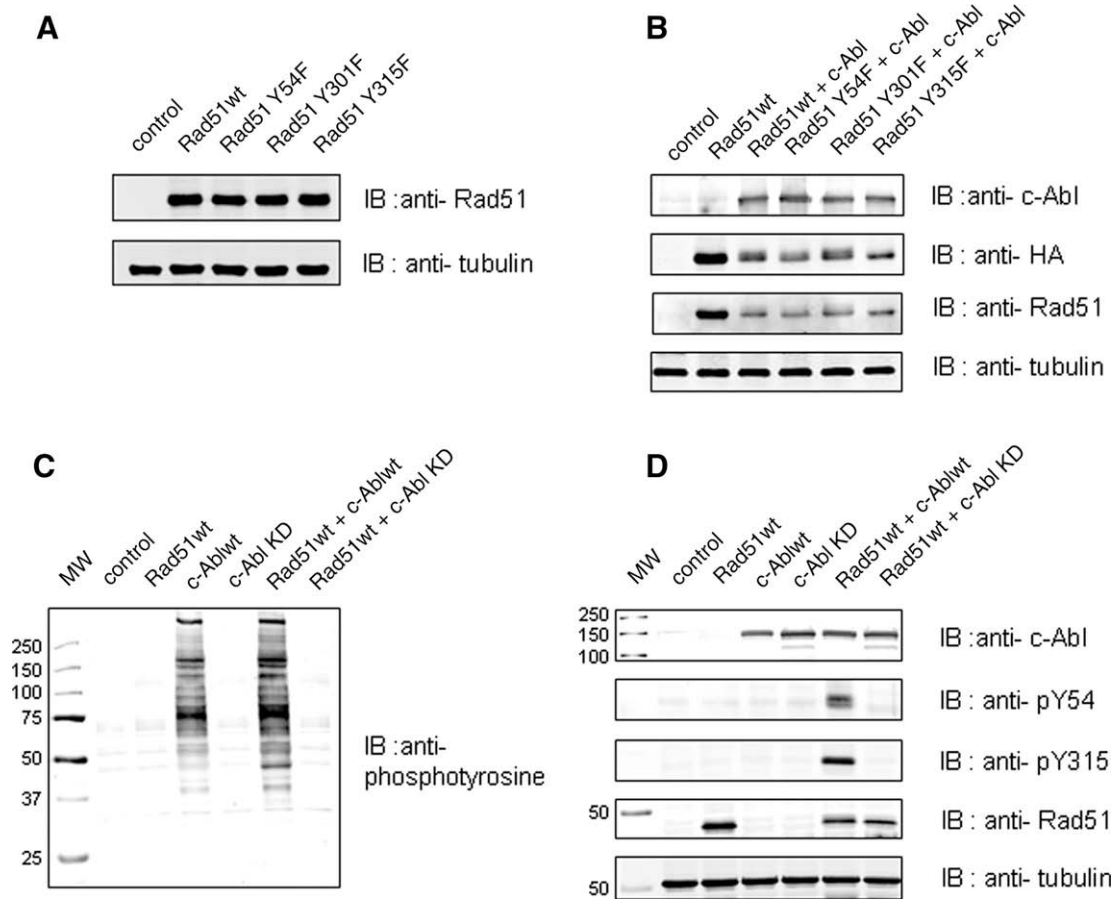 A
control
Rad51wt
Rad51 Y54F
Rad51 Y301F
Rad51 Y315F
IB :anti- Rad51
IB : anti- tubulin
B
control
Rad51wt
Rad51wt + c-Abl
Rad51 Y54F + c-Abl
Rad51 Y301F + c-Abl
Rad51 Y315F + c-Abl
IB :anti- c-Abl
IB : anti- HA
IB : anti- Rad51
IB : anti- tubulin
C
MW
control
Rad51wt
c-Ablwt
c-Abl KD
Rad51wt + c-Ablwt
Rad51wt + c-Abl KD
250
150
100
75
50
37
25
IB :anti-
phosphotyrosine
D
MW
control
Rad51wt
c-Ablwt
c-Abl KD
Rad51wt + c-Ablwt
Rad51wt + c-Abl KD
250
150
100
IB :anti- c-Abl
IB : anti- pY54
IB : anti- pY315
50
IB : anti- Rad51
50
IB : anti- tubulin